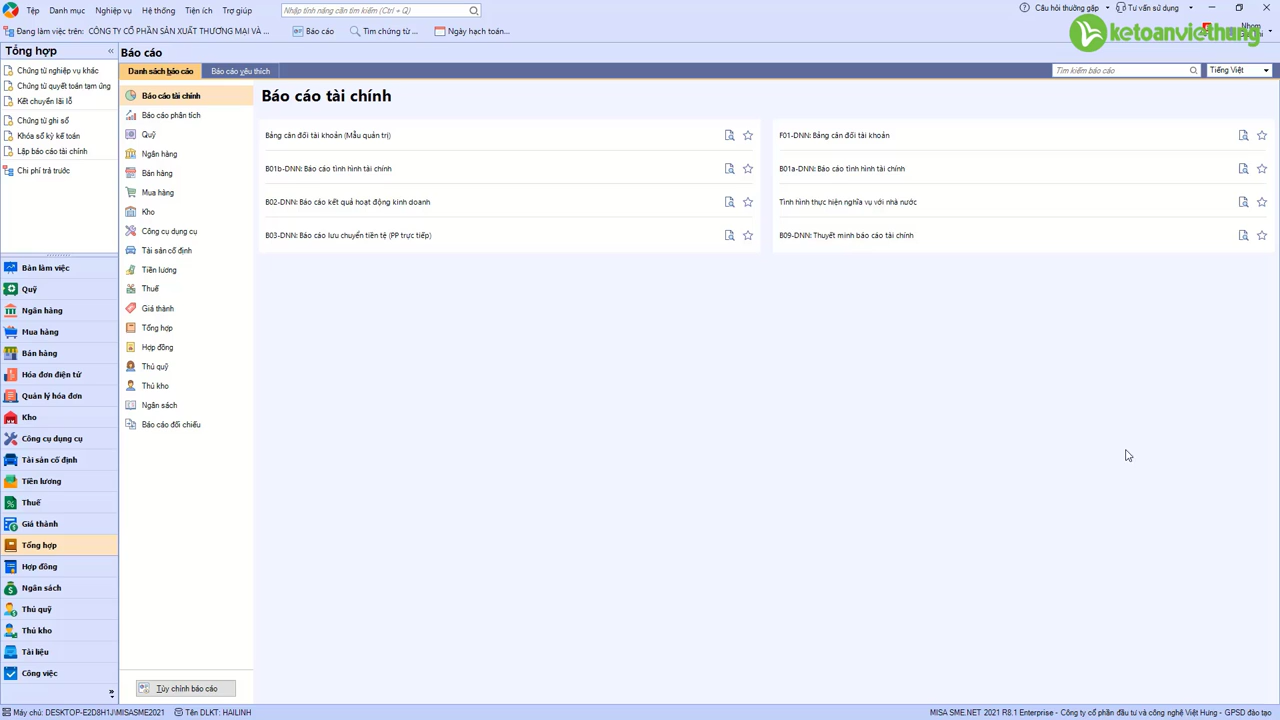 Tệp Danh mục Nghiệp vụ Hệ thống Tiện ích Trợ giúp
Nhập tính năng cần tìm kiếm (Ctrl + Q)
Câu hỏi thường gặp Tư vấn sử dụng
Đang làm việc trên: CÔNG TY CỔ PHẦN SẢN XUẤT THƯƠNG MẠI VÀ ...
Báo cáo Tìm chứng từ ... Ngày hạch toán...
ketoanviethung
Tổng hợp
Chứng từ nghiệp vụ khác
Chứng từ quyết toán tạm ứng
Kết chuyển lãi lỗ
Chứng từ ghi sổ
Khóa sổ kỳ kế toán
Lập báo cáo tài chính
Chi phí trả trước
Bàn làm việc
Quỹ
Ngân hàng
Mua hàng
Bán hàng
Hóa đơn điện tử
Quản lý hóa đơn
Kho
Công cụ dụng cụ
Tài sản cố định
Tiền lương
Thuế
Giá thành
Tổng hợp
Hợp đồng
Ngân sách
Thủ quỹ
Thủ kho
Tài liệu
Công việc
Báo cáo
Danh sách báo cáo Báo cáo yêu thích
Tìm kiếm báo cáo
Tiếng Việt
Báo cáo tài chính
Báo cáo phân tích
Quỹ
Ngân hàng
Bán hàng
Mua hàng
Kho
Công cụ dụng cụ
Tài sản cố định
Tiền lương
Thuế
Giá thành
Tổng hợp
Hợp đồng
Thủ quỹ
Thủ kho
Ngân sách
Báo cáo đối chiếu
Tùy chỉnh báo cáo
Báo cáo tài chính
Bảng cân đối tài khoản (Mẫu quản trị)
B01b-DNN: Báo cáo tình hình tài chính
B02-DNN: Báo cáo kết quả hoạt động kinh doanh
B03-DNN: Báo cáo lưu chuyển tiền tệ (PP trực tiếp)
F01-DNN: Bảng cân đối tài khoản
B01a-DNN: Báo cáo tình hình tài chính
Tình hình thực hiện nghĩa vụ với nhà nước
B09-DNN: Thuyết minh báo cáo tài chính
Máy chủ: DESKTOP-E2D8H1J\MISASME2021 Tên DLKT: HAILINH
MISA SME.NET 2021 R8.1 Enterprise - Công ty cổ phần đầu tư và công nghệ Việt Hưng - GPSD đào tạo